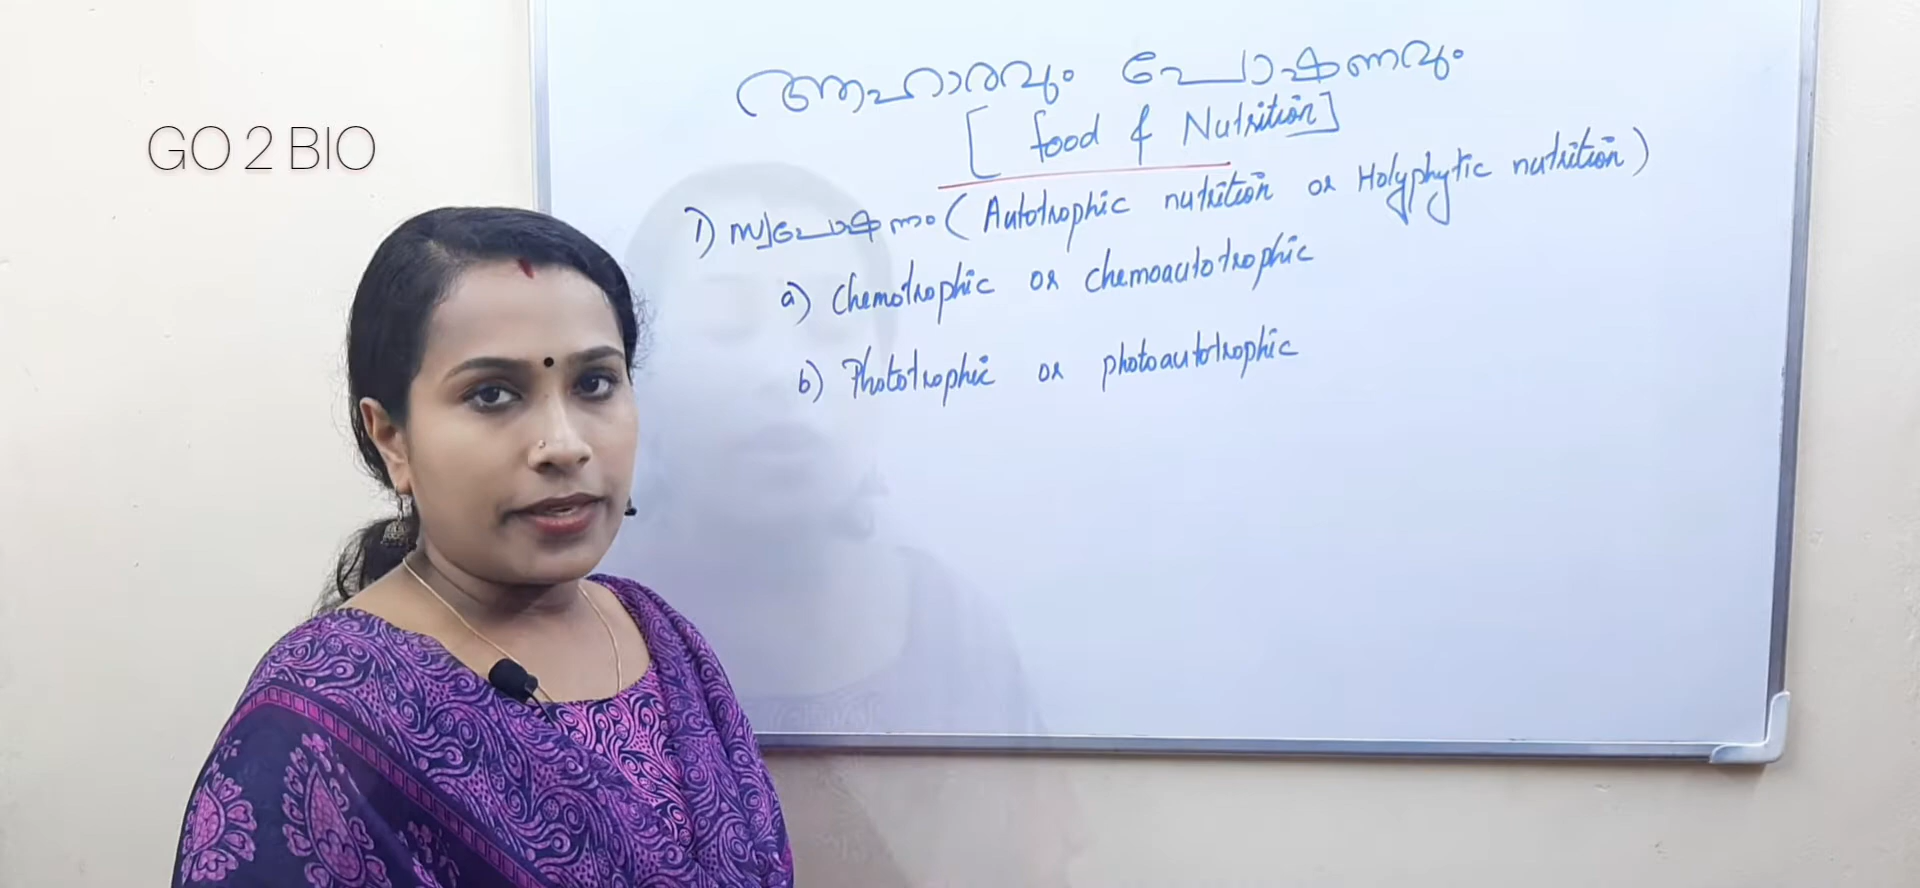 GO 2 BIO
ആഹാരവും പോഷണവും
[ food & Nutrition ]
1) സ്വപോഷണം ( Autotrophic nutrition or Holyphytic nutrition )
a) Chemotrophic or chemoautotrophic
b) Phototrophic or photoautotrophic